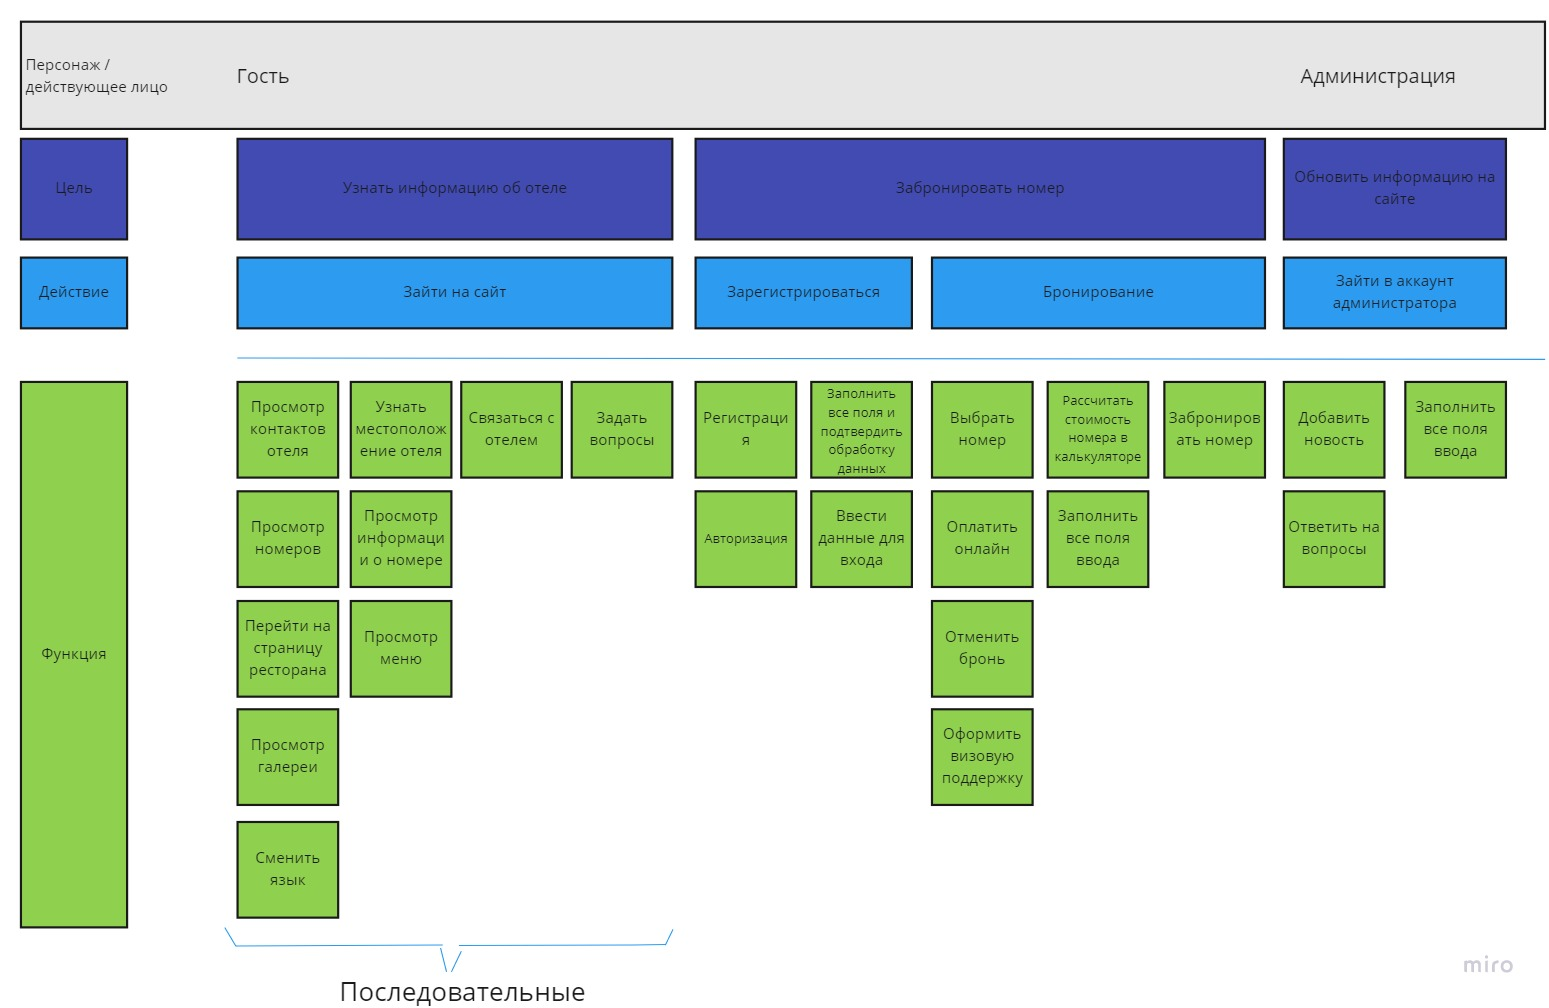 Персонаж /
действующее лицо
Гость
Администрация
Цель
Узнать информацию об отеле
Забронировать номер
Обновить информацию на
сайте
Действие
Зайти на сайт
Зарегистрироваться
Бронирование
Зайти в аккаунт
администратора
Функция
Просмотр
контактов
отеля
Узнать
местополож
ение отеля
Связаться с
отелем
Задать
вопросы
Регистраци
я
Заполнить
все поля и
подтвердить
обработку
данных
Выбрать
номер
Рассчитать
стоимость
номера в
калькуляторе
Заброниров
ать номер
Добавить
новость
Заполнить
все поля
ввода
Просмотр
номеров
Просмотр
информаци
и о номере
Авторизация
Ввести
данные для
входа
Оплатить
онлайн
Заполнить
все поля
ввода
Ответить на
вопросы
Перейти на
страницу
ресторана
Просмотр
меню
Отменить
бронь
Просмотр
галереи
Оформить
визовую
поддержку
Сменить
язык
Последовательные
miro